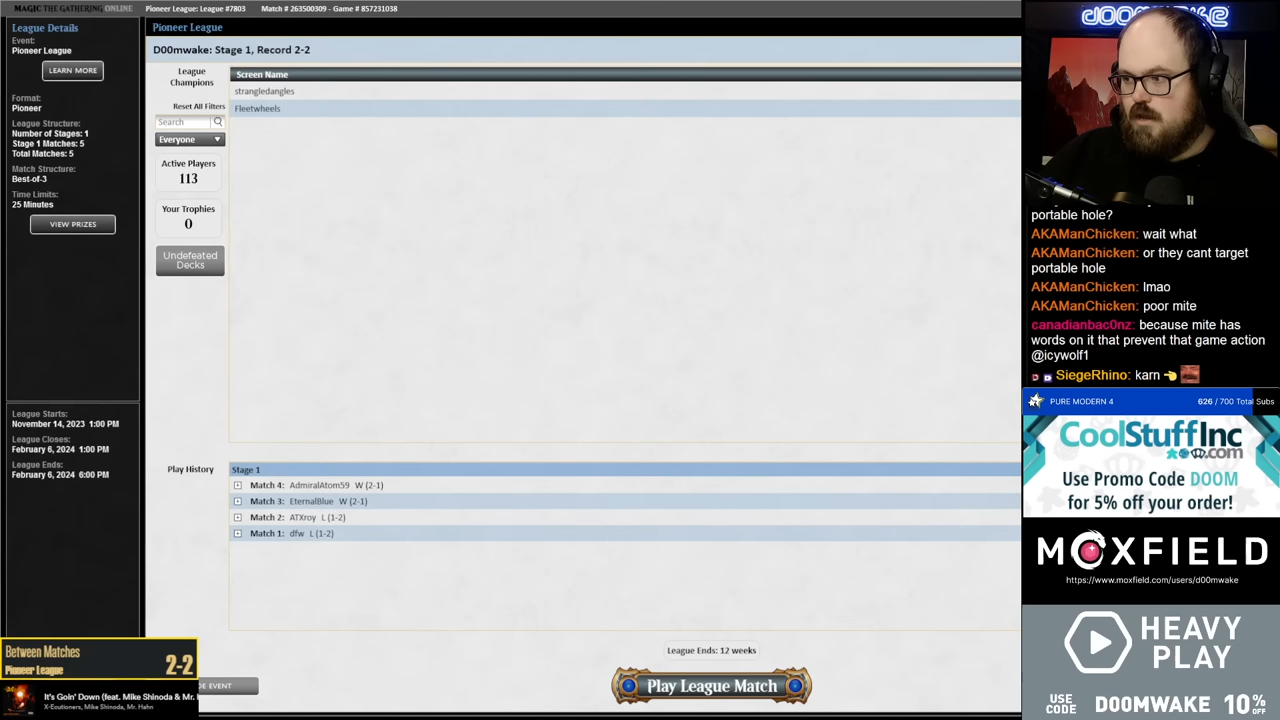 MAGIC THE GATHERING ONLINE
Pioneer League: League #7803
Match # 263500309 - Game # 857231038
League Details
Event:
Pioneer League
LEARN MORE
Format:
Pioneer
League Structure:
Number of Stages: 1
Stage 1 Matches: 5
Total Matches: 5
Match Structure:
Best-of-3
Time Limits:
25 Minutes
VIEW PRIZES
League Starts:
November 14, 2023 1:00 PM
League Closes:
February 6, 2024 1:00 PM
League Ends:
February 6, 2024 6:00 PM
Pioneer League
D00mwake: Stage 1, Record 2-2
League
Champions
Reset All Filters
Search
Everyone
Active Players
113
Your Trophies
0
Undefeated
Decks
Screen Name
strangledangles
Fleetwheels
Play History
Stage 1
Match 4: AdmiralAtom59 W (2-1)
Match 3: EternalBlue W (2-1)
Match 2: ATXroy L (1-2)
Match 1: dfw L (1-2)
League Ends: 12 weeks
Play League Match
DE EVENT
Between Matches
Pioneer League
2-2
It's Goin' Down (feat. Mike Shinoda & Mr.
X-Ecutioners, Mike Shinoda, Mr. Hahn
d00mwake
portable hole?
AKAManChicken: wait what
AKAManChicken: or they cant target
portable hole
AKAManChicken: lmao
AKAManChicken: poor mite
canadianbac0nz: because mite has
words on it that prevent that game action
@icywolf1
SiegeRhino: karn
PURE MODERN 4
626 / 700 Total Subs
CoolStuffInc
.com
Use Promo Code DOOM
for 5% off your order!
MOXFIELD
https://www.moxfield.com/users/d00mwake
HEAVY
PLAY
USE
CODE
D00MWAKE
10%
OFF